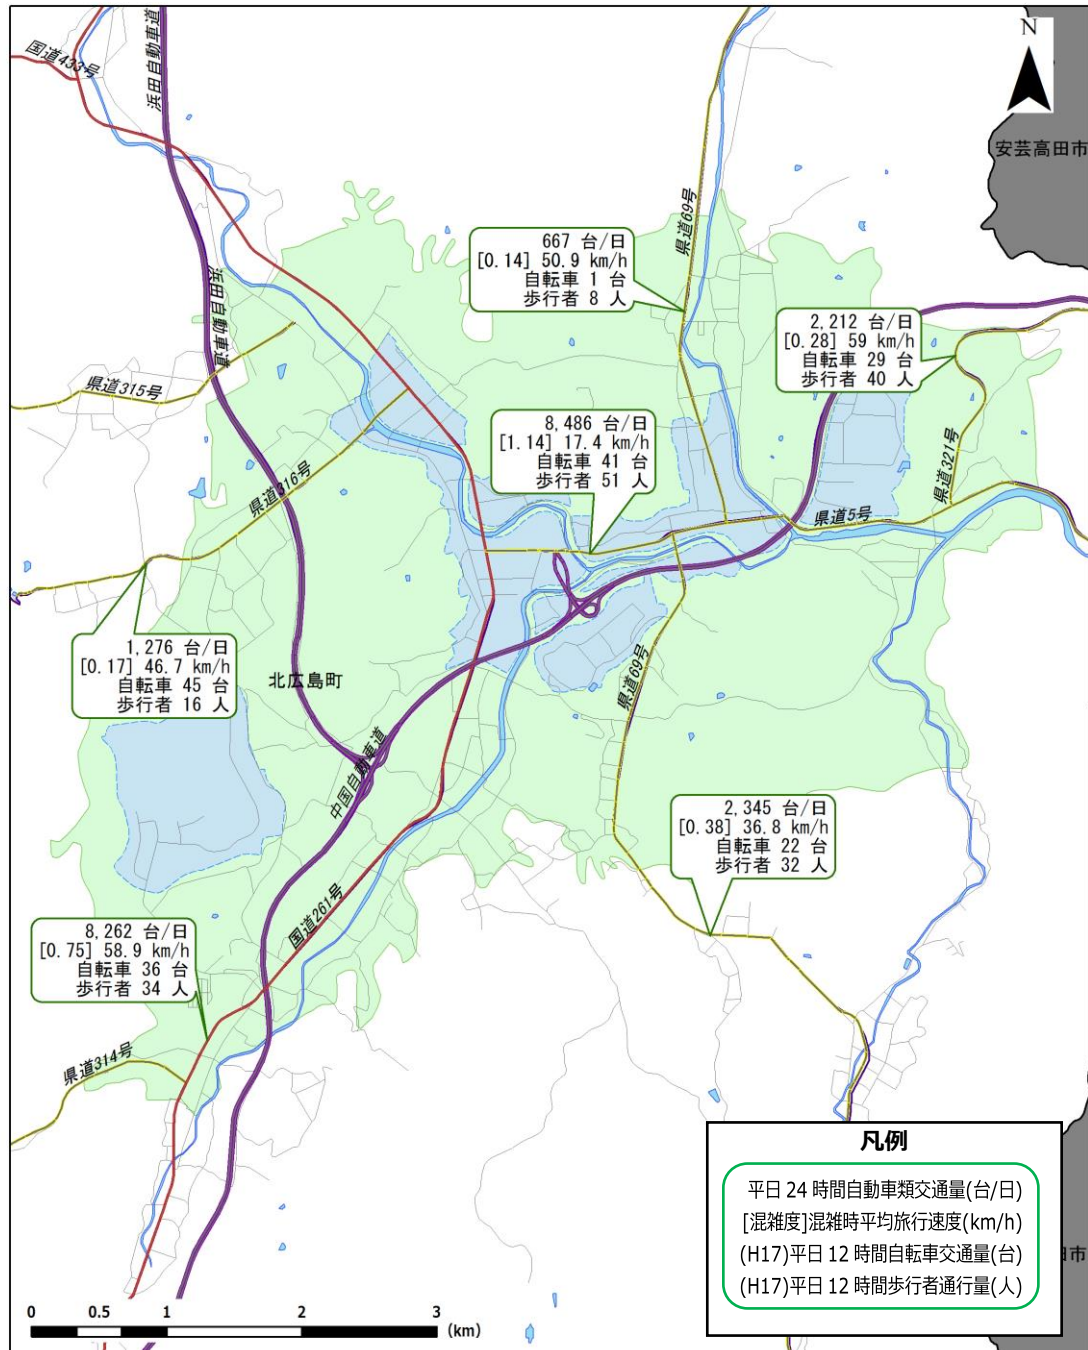 国道433号
浜田自動車道
N
安芸高田市
県道69号
667 台/日
[0.14] 50.9 km/h
自転車 1 台
歩行者 8 人
浜田自動車道
2,212 台/日
[0.28] 59 km/h
自転車 29 台
歩行者 40 人
県道315号
8,486 台/日
[1.14] 17.4 km/h
自転車 41 台
歩行者 51 人
県道316号
県道321号
県道5号
1,276 台/日
[0.17] 46.7 km/h
自転車 45 台
歩行者 16 人
北広島町
県道69号
中国自動車道
2,345 台/日
[0.38] 36.8 km/h
自転車 22 台
歩行者 32 人
国道261号
8,262 台/日
[0.75] 58.9 km/h
自転車 36 台
歩行者 34 人
県道314号
凡例
平日 24 時間自動車類交通量(台/日)
[混雑度]混雑時平均旅行速度(km/h)
(H17)平日 12 時間自転車交通量(台)
(H17)平日 12 時間歩行者通行量(人)
田市
0 0.5 1 2 3
(km)